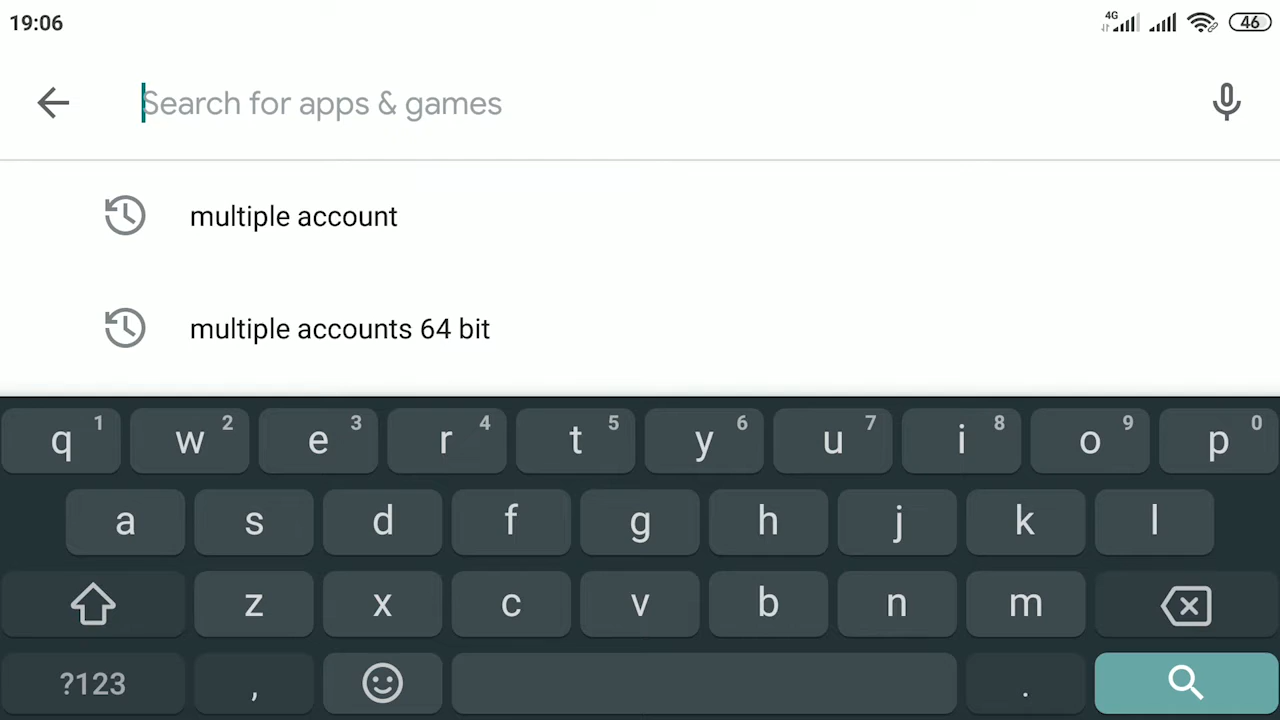 19:06
4G
46
Search for apps & games
multiple account
multiple accounts 64 bit
q 1 w 2 e 3 r 4 t 5 y 6 u 7 i 8 o 9 p 0
a s d f g h j k l
z x c v b n m
?123 , .